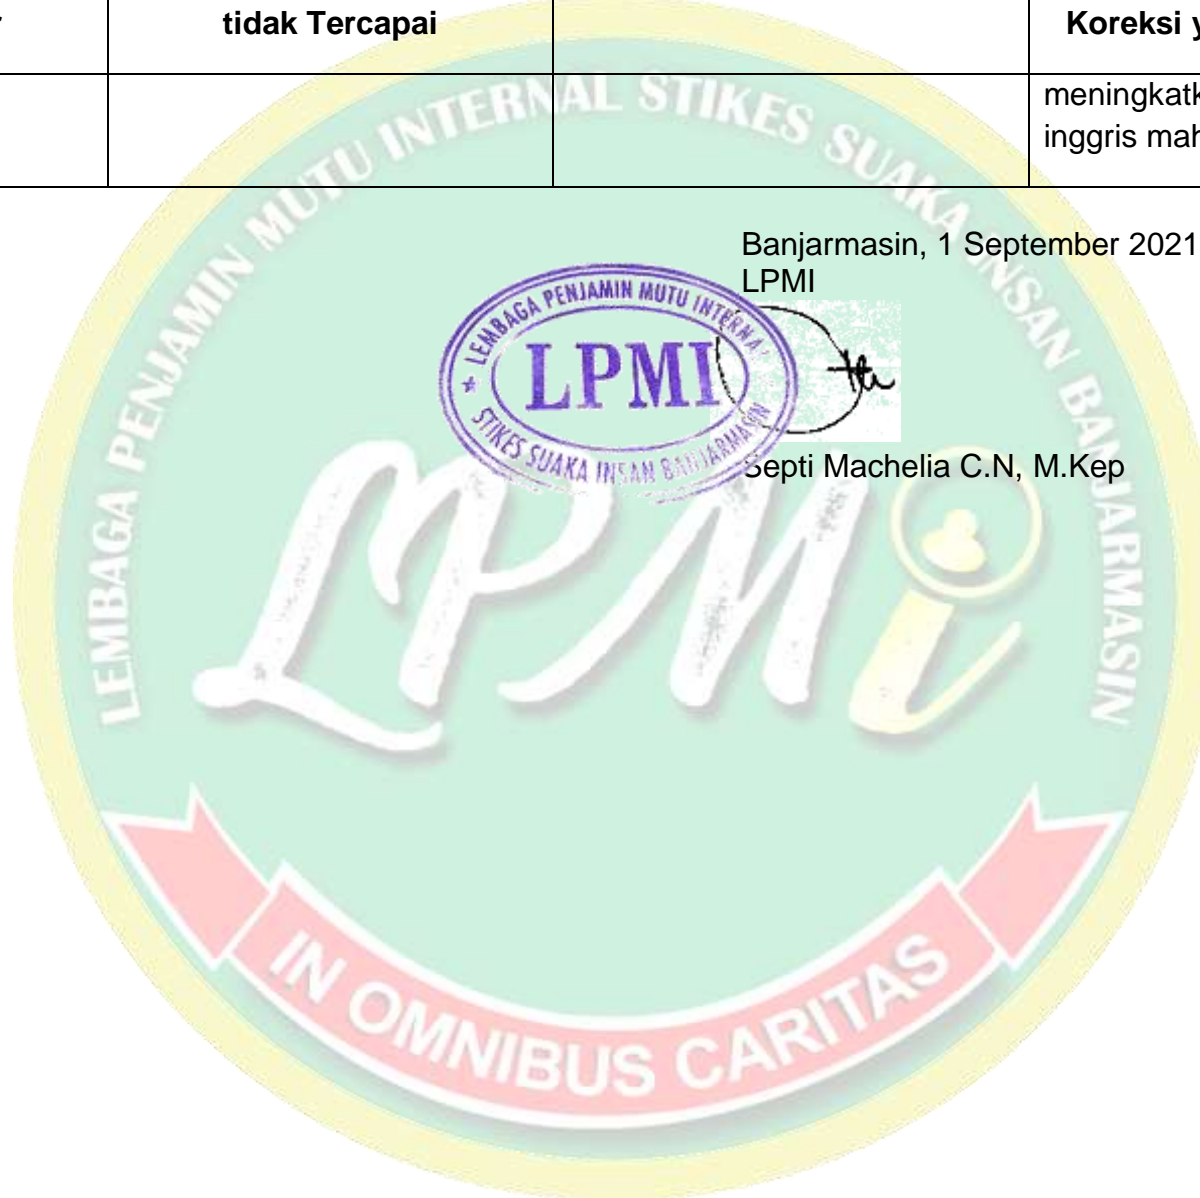 tidak Tercapai
Koreksi
meningkatk
inggris mah
Banjarmasin, 1 September 2021
LPMI
LEMBAGA PENJAMIN MUTU INTERNAL
LPMI
STIKES SUAKA INSAN BANJARMASIN
Septi Machelia C.N, M.Kep
LEMBAGA PENJAMIN MUTU INTERNAL STIKES SUAKA INSAN BANJARMASIN
LPMi
IN OMNIBUS CARITAS